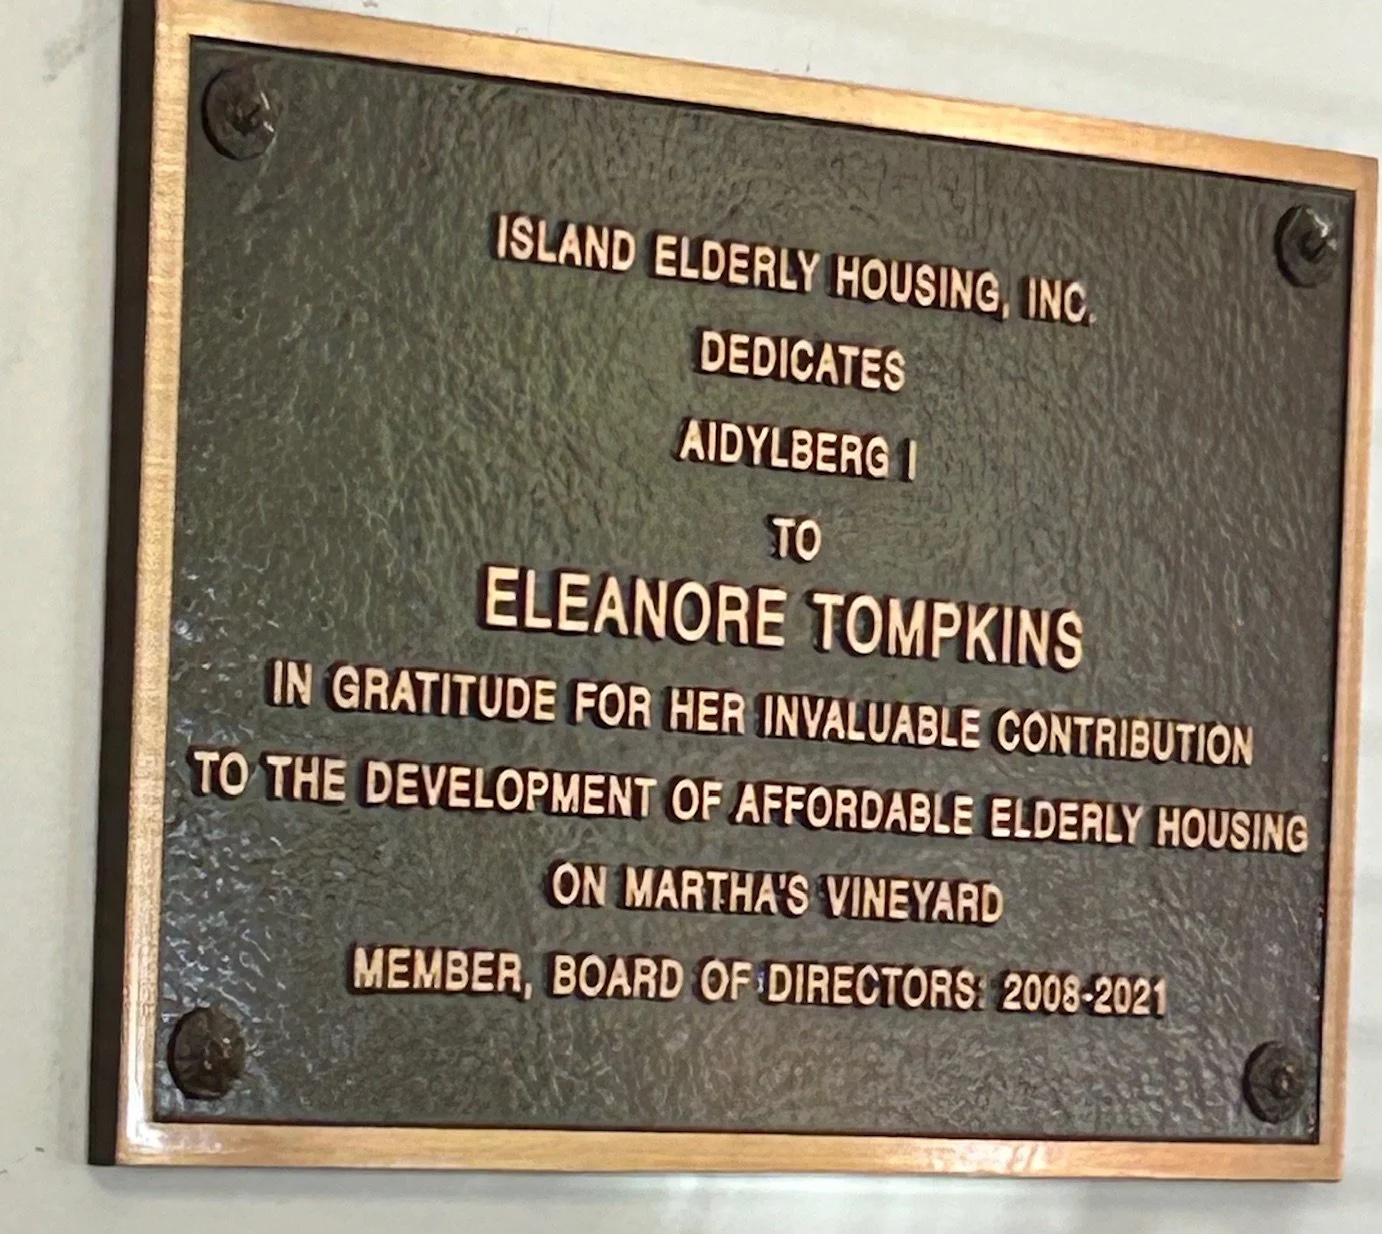 ISLAND ELDERLY HOUSING, INC.
DEDICATES
AIDYLBERG I
TO
ELEANORE TOMPKINS
IN GRATITUDE FOR HER INVALUABLE CONTRIBUTION
TO THE DEVELOPMENT OF AFFORDABLE ELDERLY HOUSING
ON MARTHA'S VINEYARD
MEMBER, BOARD OF DIRECTORS: 2008-2021